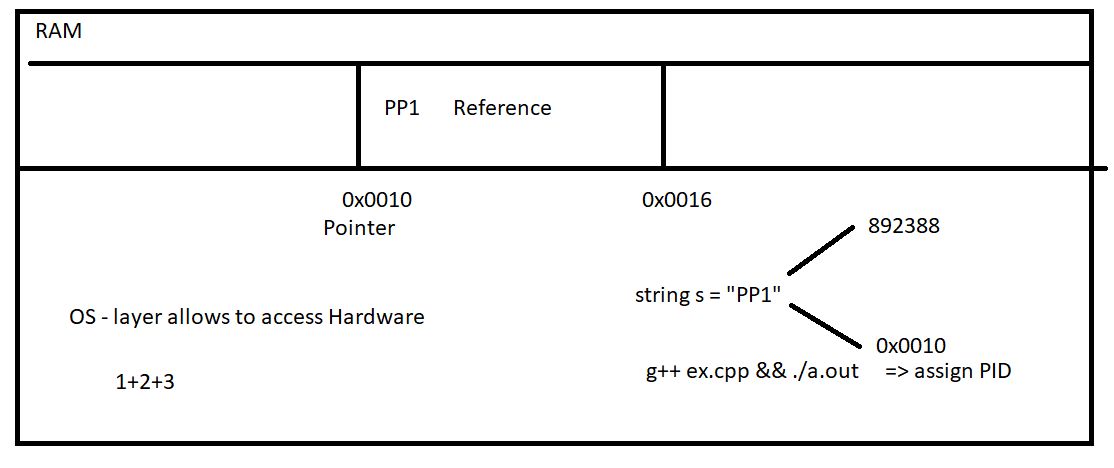 RAM
PP1 Reference
0x0010 0x0016
Pointer
892388
string s = "PP1"
OS - layer allows to access Hardware
0x0010
g++ ex.cpp && ./a.out => assign PID
1+2+3